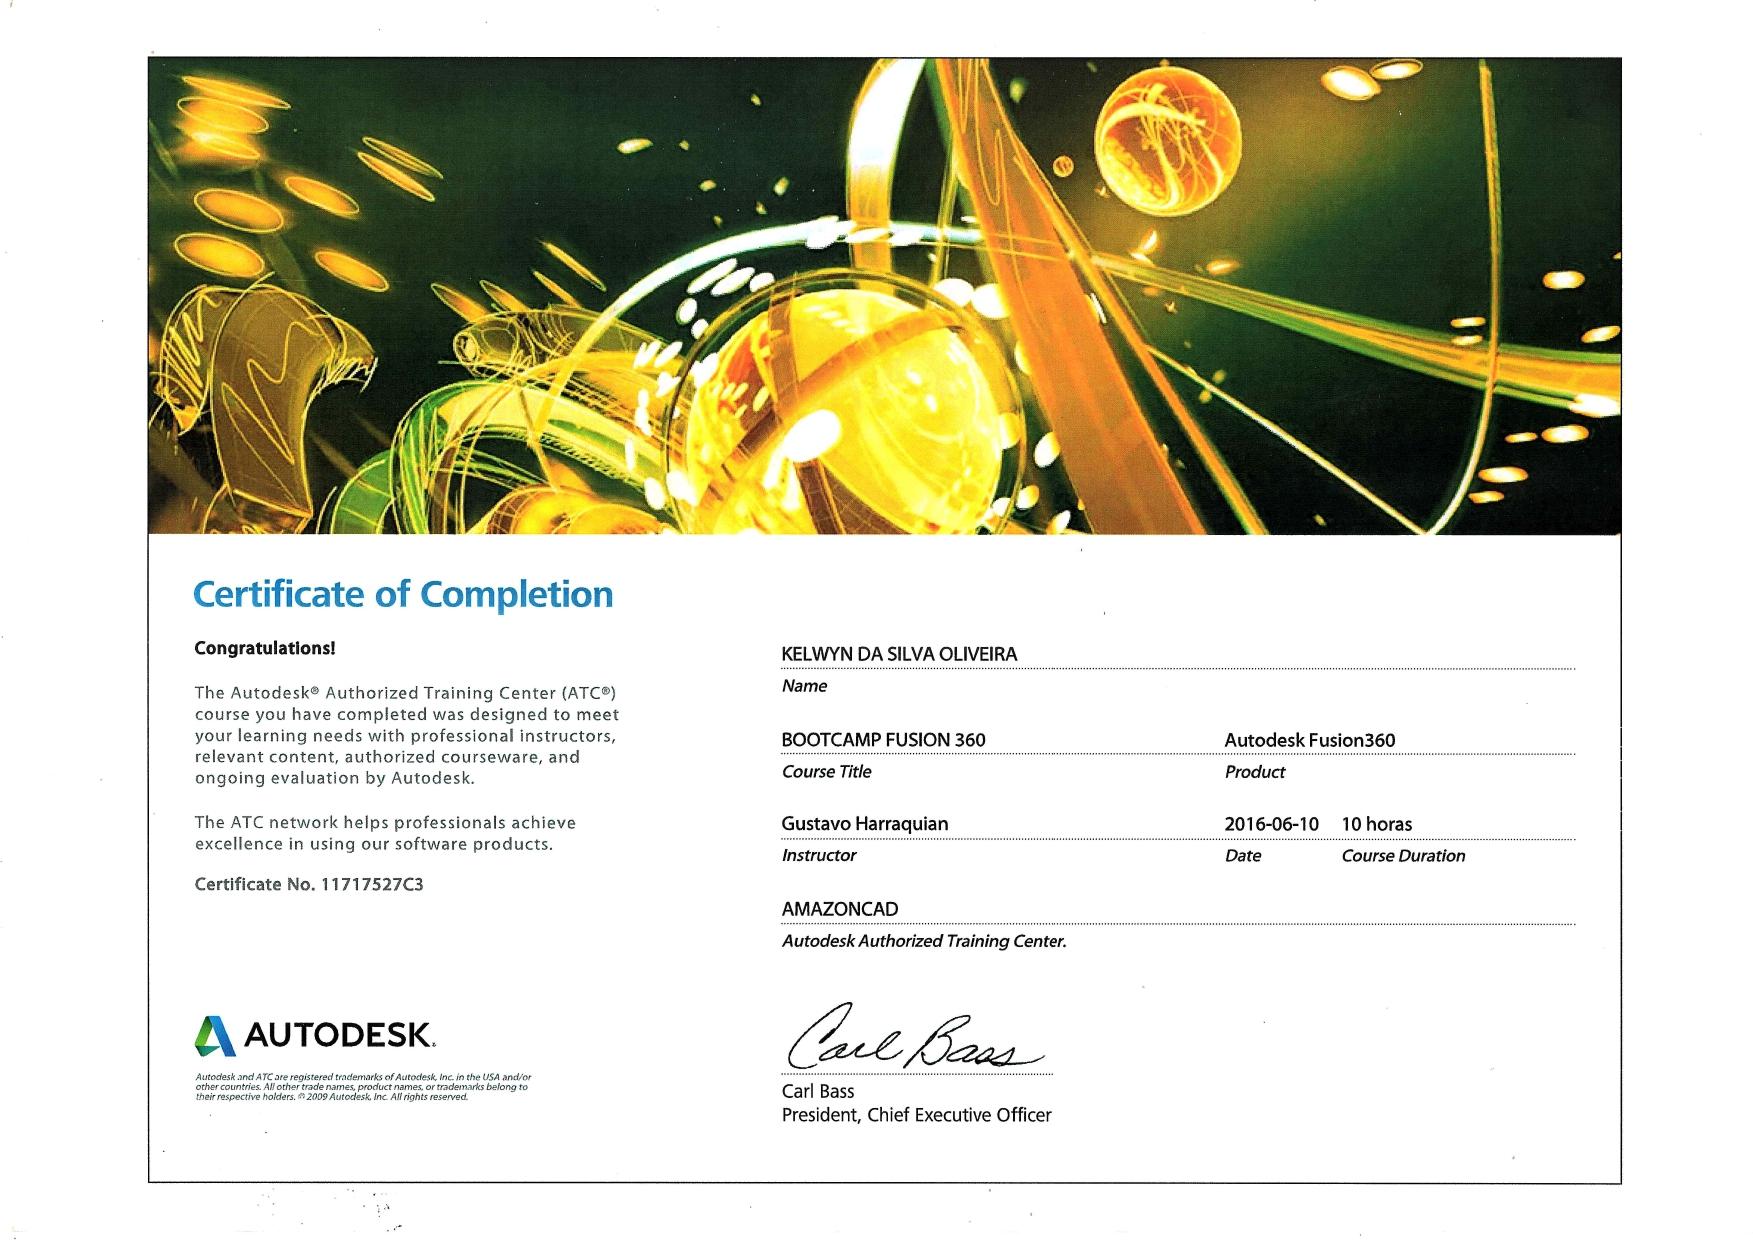 Certificate of Completion
Congratulations!
The Autodesk® Authorized Training Center (ATC®)
course you have completed was designed to meet
your learning needs with professional instructors,
relevant content, authorized courseware, and
ongoing evaluation by Autodesk.
The ATC network helps professionals achieve
excellence in using our software products.
Certificate No. 11717527C3
AUTODESK.
Autodesk and ATC are registered trademarks of Autodesk, Inc. in the USA and/or
other countries. All other trade names, product names, or trademarks belong to
their respective holders. © 2009 Autodesk, Inc. All rights reserved.
KELWYN DA SILVA OLIVEIRA
Name
BOOTCAMP FUSION 360 Autodesk Fusion360
Course Title Product
Gustavo Harraquian 2016-06-10 10 horas
Instructor Date Course Duration
AMAZONCAD
Autodesk Authorized Training Center.
Carl Bass
Carl Bass
President, Chief Executive Officer